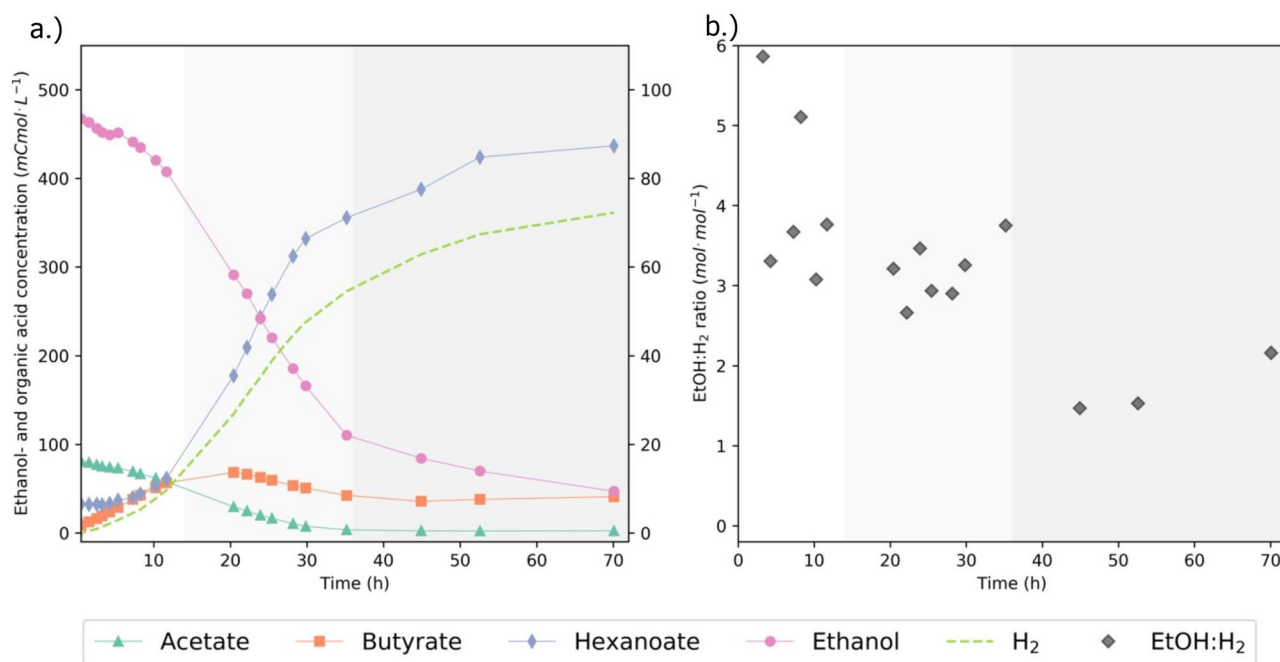 a.)
Ethanol- and organic acid concentration (mCmol·L⁻¹)
500
400
300
200
100
0
100
80
60
40
20
0
10
20
30
40
50
60
70
Time (h)
b.)
EtOH:H₂ ratio (mol·mol⁻¹)
6
5
4
3
2
1
0
0
10
20
30
40
50
60
70
Time (h)
Acetate
Butyrate
Hexanoate
Ethanol
H₂
EtOH:H₂